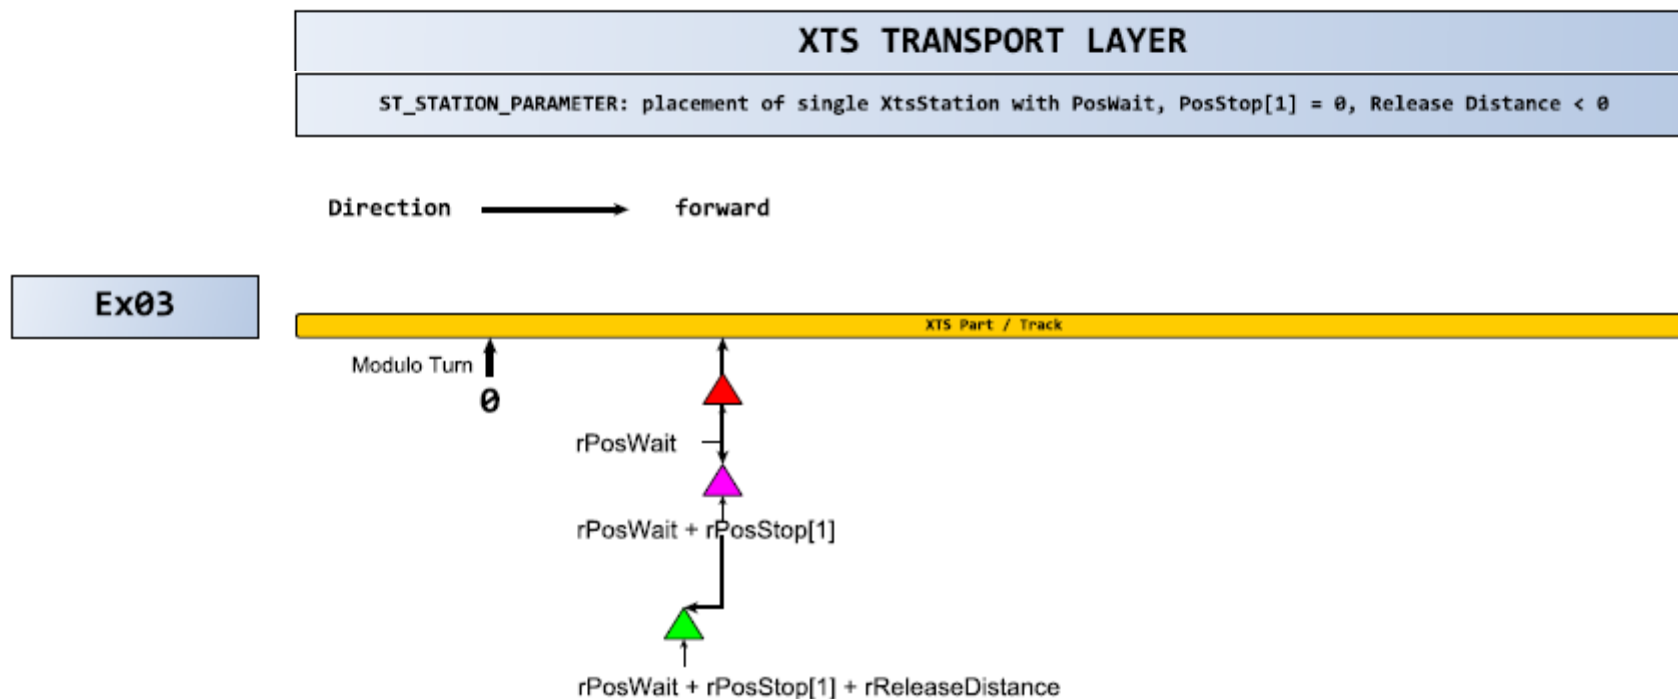 XTS TRANSPORT LAYER
ST_STATION_PARAMETER: placement of single XtsStation with PosWait, PosStop[1] = 0, Release Distance < 0
Direction forward
Ex03
XTS Part / Track
Modulo Turn
0
rPosWait
rPosWait + rPosStop[1]
rPosWait + rPosStop[1] + rReleaseDistance